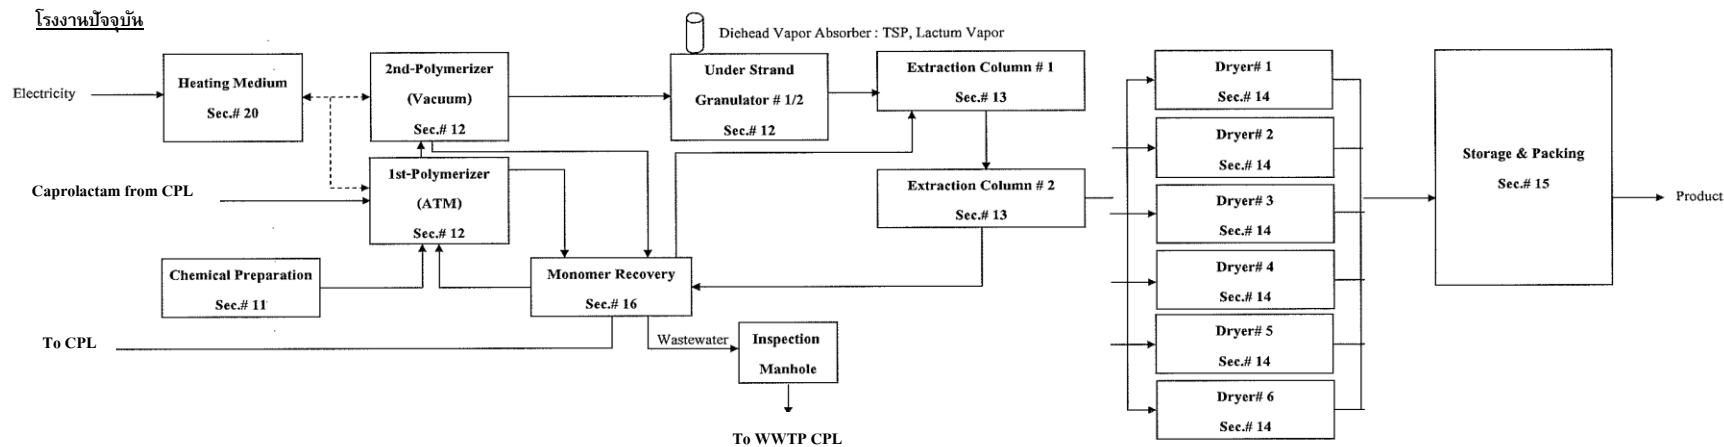 โรงงานปัจจุบัน
Diehead Vapor Absorber : TSP, Lactum Vapor
Electricity
Heating Medium
Sec.# 20
2nd-Polymerizer
(Vacuum)
Sec.# 12
Under Strand
Granulator # 1/2
Sec.# 12
Extraction Column # 1
Sec.# 13
Dryer# 1
Sec.# 14
Dryer# 2
Sec.# 14
Storage & Packing
Sec.# 15
Product
Caprolactam from CPL
1st-Polymerizer
(ATM)
Sec.# 12
Extraction Column # 2
Sec.# 13
Dryer# 3
Sec.# 14
Chemical Preparation
Sec.# 11
Monomer Recovery
Sec.# 16
Dryer# 4
Sec.# 14
To CPL
Wastewater
Inspection
Manhole
Dryer# 5
Sec.# 14
Dryer# 6
Sec.# 14
To WWTP CPL